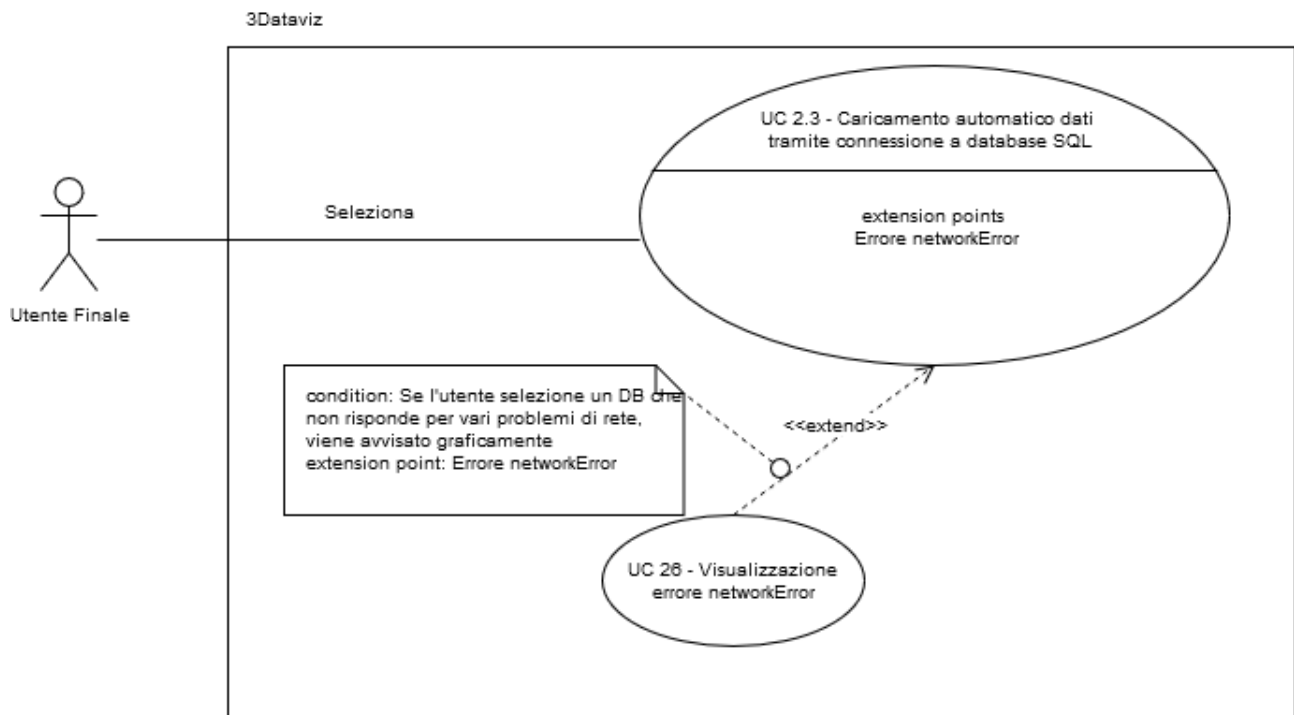 3Dataviz
UC 2.3 - Caricamento automatico dati
tramite connessione a database SQL
extension points
Errore networkError
Seleziona
Utente Finale
condition: Se l'utente selezione un DB che
non risponde per vari problemi di rete,
viene avvisato graficamente
extension point: Errore networkError
<<extend>>
UC 26 - Visualizzazione
errore networkError